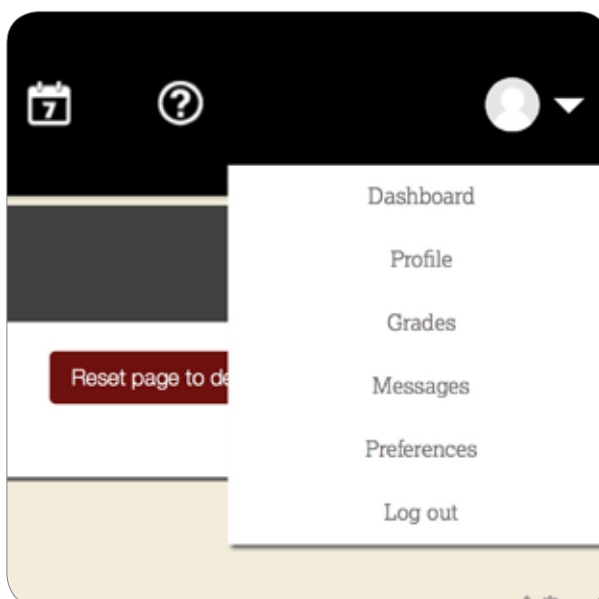 7
?
Dashboard
Profile
Grades
Reset page to de
Messages
Preferences
Log out